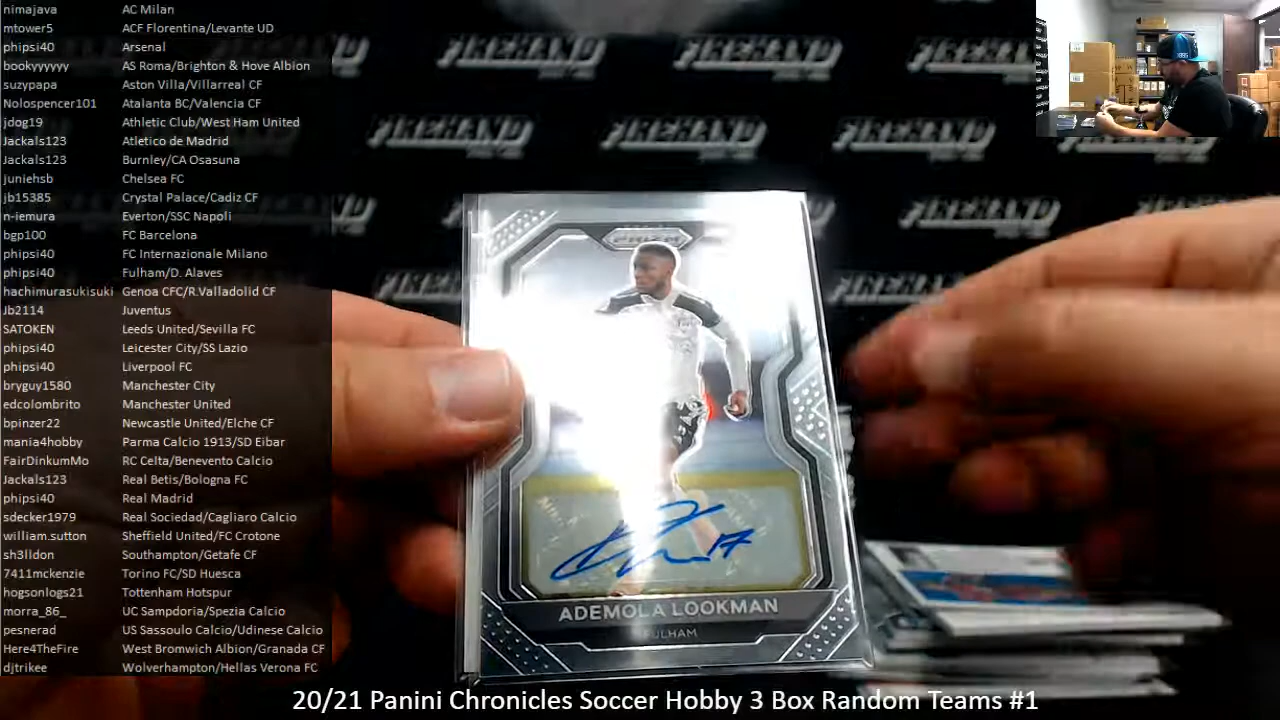 nimajava AC Milan
mtower5 ACF Florentina/Levante UD
phipsi40 Arsenal
bookyyyyyy AS Roma/Brighton & Hove Albion
suzypapa Aston Villa/Villarreal CF
Nolospencer101 Atalanta BC/Valencia CF
jdog19 Athletic Club/West Ham United
Jackals123 Atletico de Madrid
Jackals123 Burnley/CA Osasuna
juniehsb Chelsea FC
jb15385 Crystal Palace/Cadiz CF
n-iemura Everton/SSC Napoli
bgp100 FC Barcelona
phipsi40 FC Internazionale Milano
phipsi40 Fulham/D. Alaves
hachimurasukisuki Genoa CFC/R.Valladolid CF
Jb2114 Juventus
SATOKEN Leeds United/Sevilla FC
phipsi40 Leicester City/SS Lazio
phipsi40 Liverpool FC
bryguy1580 Manchester City
edcolombrito Manchester United
bpinzer22 Newcastle United/Elche CF
mania4hobby Parma Calcio 1913/SD Eibar
FairDinkumMo RC Celta/Benevento Calcio
Jackals123 Real Betis/Bologna FC
phipsi40 Real Madrid
sdecker1979 Real Sociedad/Cagliaro Calcio
william.sutton Sheffield United/FC Crotone
sh3lldon Southampton/Getafe CF
7411mckenzie Torino FC/SD Huesca
hogsonlogs21 Tottenham Hotspur
morra_86_ UC Sampdoria/Spezia Calcio
pesnerad US Sassoulo Calcio/Udinese Calcio
Here4TheFire West Bromwich Albion/Granada CF
djtrikee Wolverhampton/Hellas Verona FC
FIREHAND
FIREHAND
FIREHAND
FIREHAND
FIREHAND
FIREHAND
FIREHAND
PRIZM
17
ADEMOLA LOOKMAN
FULHAM
20/21 Panini Chronicles Soccer Hobby 3 Box Random Teams #1